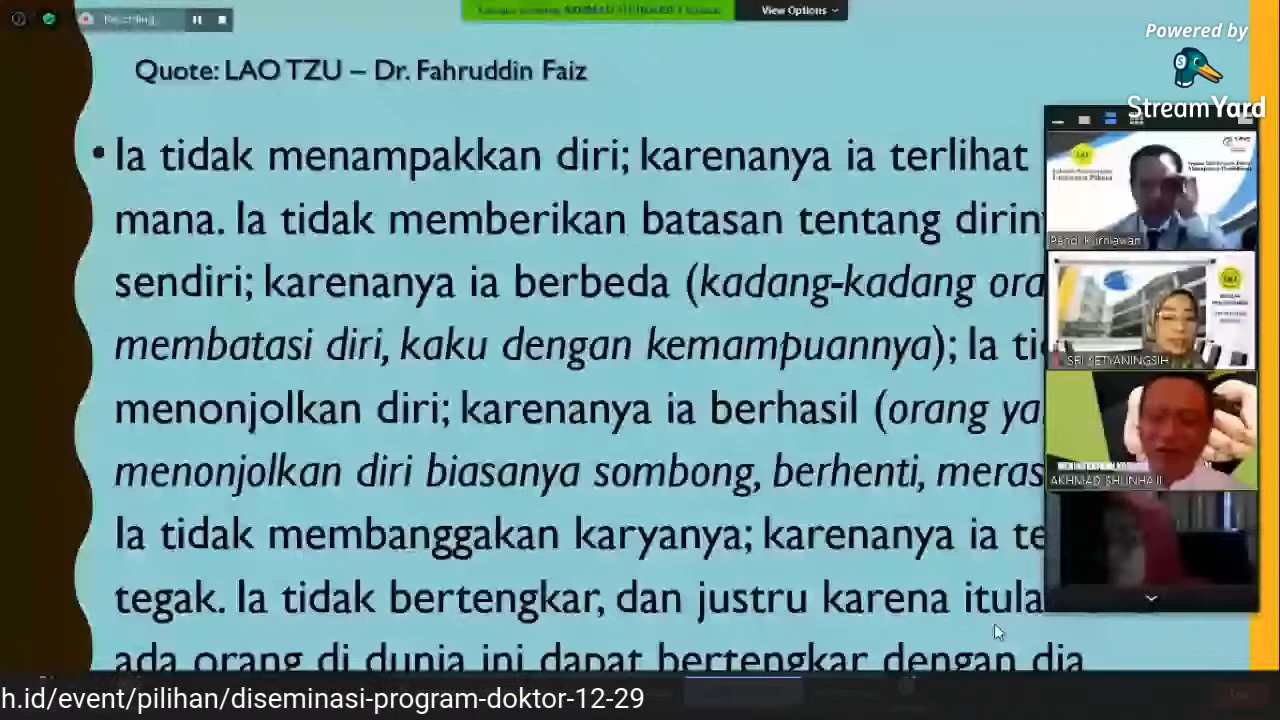 Recording
View Options
Powered by
StreamYard
Quote: LAO TZU – Dr. Fahruddin Faiz
• Ia tidak menampakkan diri; karenanya ia terlihat
mana. Ia tidak memberikan batasan tentang dirin
sendiri; karenanya ia berbeda (kadang-kadang ora
membatasi diri, kaku dengan kemampuannya); Ia ti
menonjolkan diri; karenanya ia berhasil (orang ya
menonjolkan diri biasanya sombong, berhenti, meras
Ia tidak membanggakan karyanya; karenanya ia te
tegak. Ia tidak bertengkar, dan justru karena itula
ada orang di dunia ini dapat bertengkar dengan dia
Pendi Kurniawan
SRI SETYANINGSIH
AKHMAD SHUNHAJI
h.id/event/pilihan/diseminasi-program-doktor-12-29